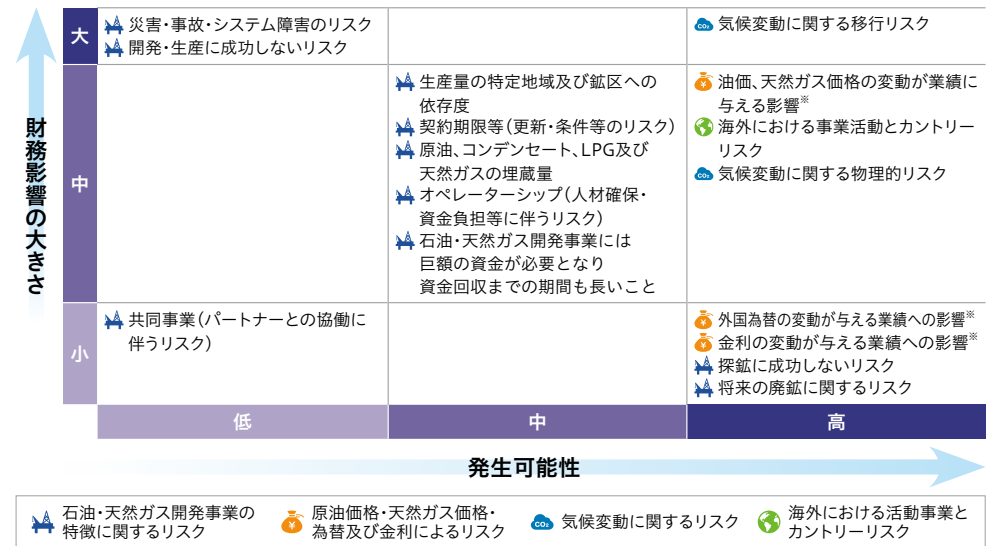 財務影響の大きさ
大
災害・事故・システム障害のリスク
開発・生産に成功しないリスク
気候変動に関する移行リスク
中
生産量の特定地域及び鉱区への
依存度
契約期限等(更新・条件等のリスク)
原油、コンデンセート、LPG及び
天然ガスの埋蔵量
オペレーターシップ(人材確保・
資金負担等に伴うリスク)
石油・天然ガス開発事業には
巨額の資金が必要となり
資金回収までの期間も長いこと
油価、天然ガス価格の変動が業績に
与える影響※
海外における事業活動とカントリー
リスク
CO₂
気候変動に関する物理的リスク
小
共同事業(パートナーとの協働に
伴うリスク)
外国為替の変動が与える業績への影響※
金利の変動が与える業績への影響※
探鉱に成功しないリスク
将来の廃鉱に関するリスク
低
中
高
発生可能性
石油・天然ガス開発事業の
特徴に関するリスク
¥
原油価格・天然ガス価格・
為替及び金利によるリスク
CO₂
気候変動に関するリスク
海外における活動事業と
カントリーリスク